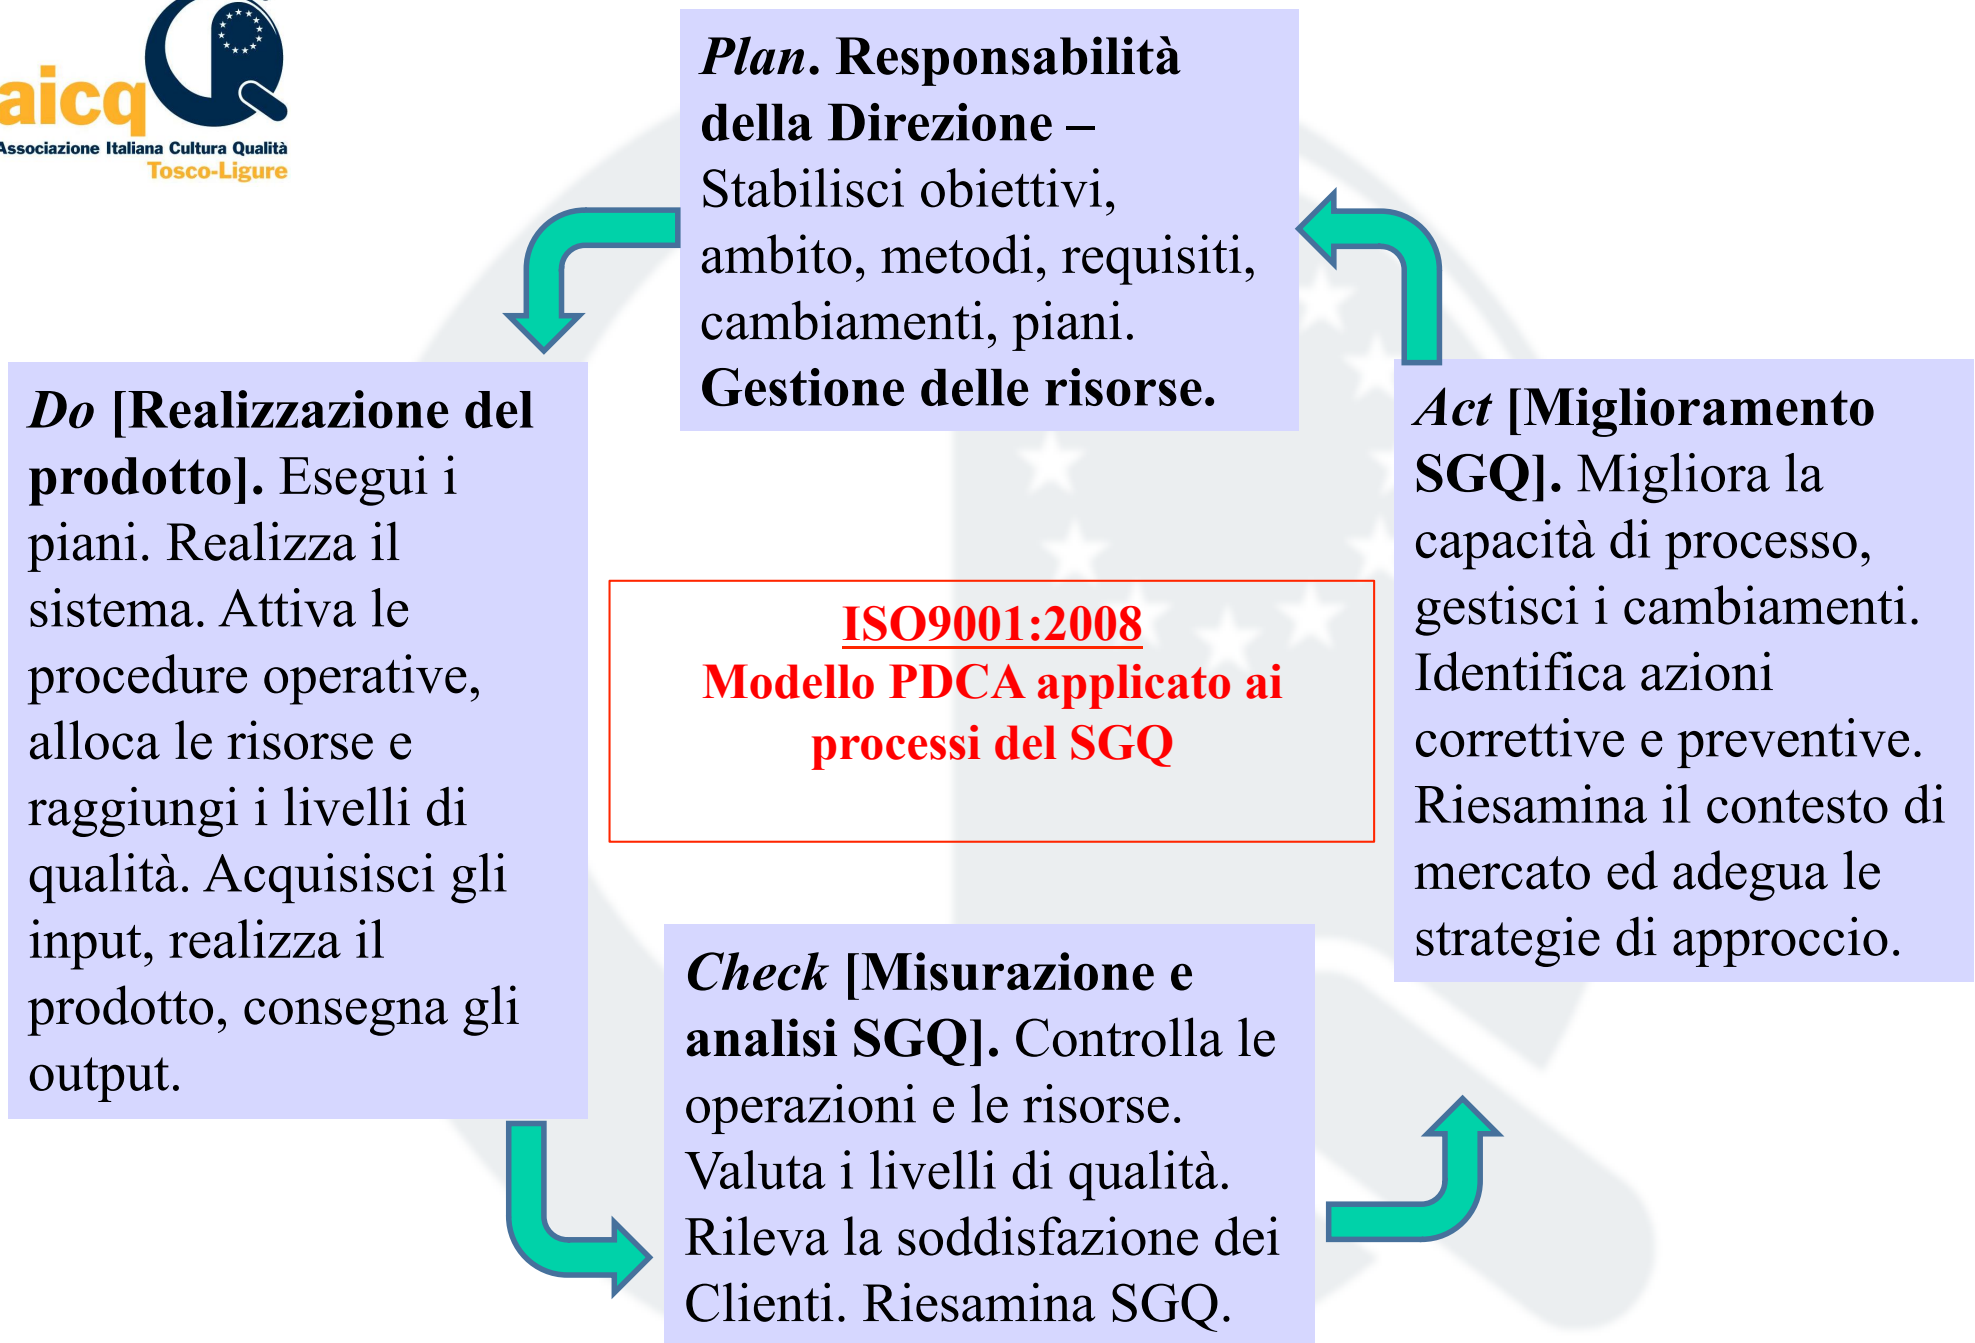 aicq
Associazione Italiana Cultura Qualità
Tosco-Ligure
Plan. Responsabilità
della Direzione –
Stabilisci obiettivi,
ambito, metodi, requisiti,
cambiamenti, piani.
Gestione delle risorse.
Do [Realizzazione del
prodotto]. Esegui i
piani. Realizza il
sistema. Attiva le
procedure operative,
alloca le risorse e
raggiungi i livelli di
qualità. Acquisisci gli
input, realizza il
prodotto, consegna gli
output.
ISO9001:2008
Modello PDCA applicato ai
processi del SGQ
Check [Misurazione e
analisi SGQ]. Controlla le
operazioni e le risorse.
Valuta i livelli di qualità.
Rileva la soddisfazione dei
Clienti. Riesamina SGQ.
Act [Miglioramento
SGQ]. Migliora la
capacità di processo,
gestisci i cambiamenti.
Identifica azioni
correttive e preventive.
Riesamina il contesto di
mercato ed adegua le
strategie di approccio.